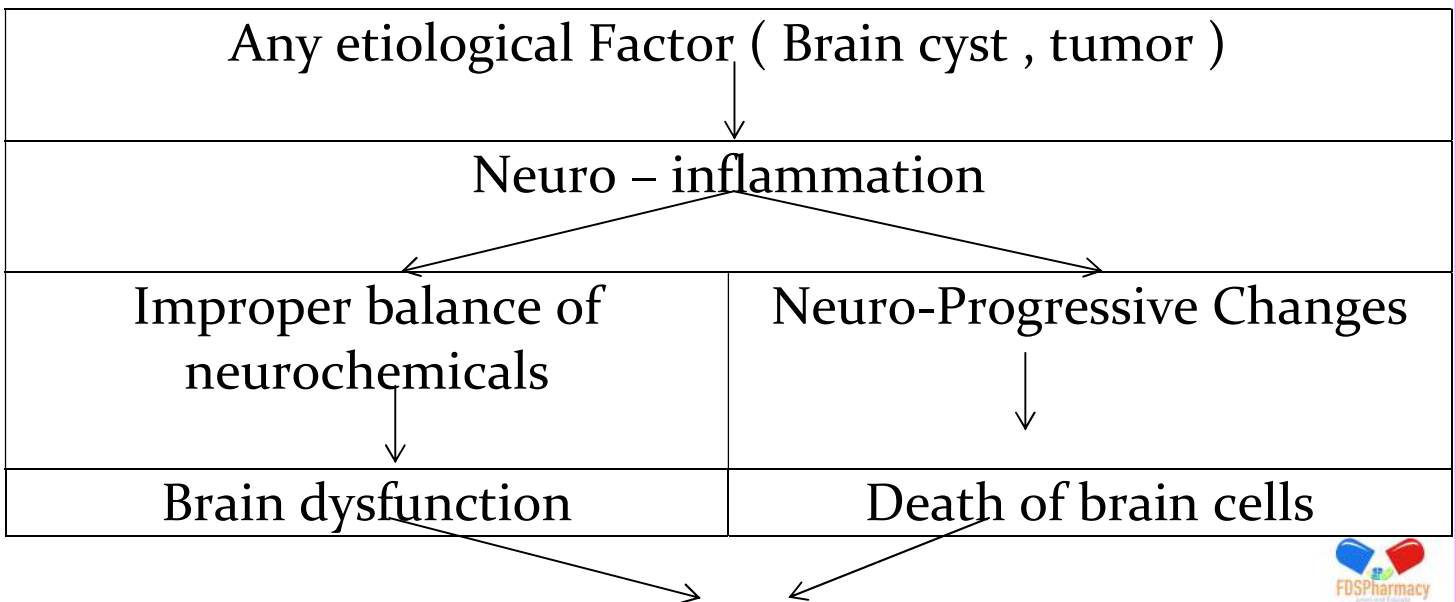 Any etiological Factor ( Brain cyst , tumor )
Neuro – inflammation
Improper balance of
neurochemicals
Neuro-Progressive Changes
Brain dysfunction
Death of brain cells
FDSPharmacy